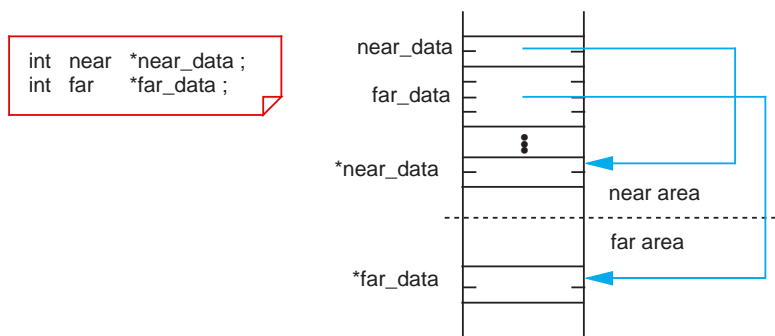 int near *near_data ;
int far *far_data ;
near_data
far_data
*near_data
near area
far area
*far_data